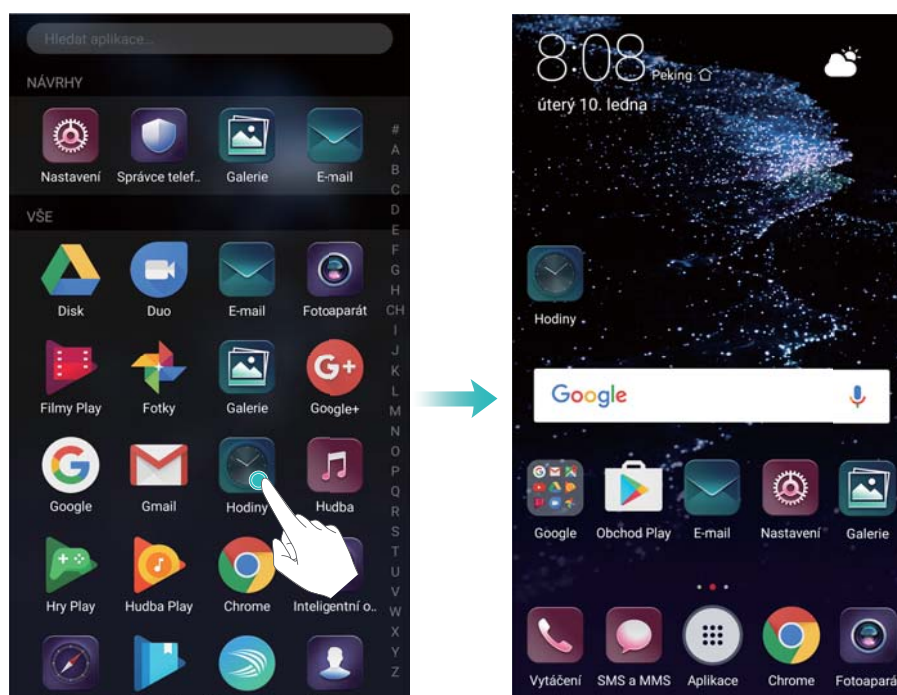 Hledat aplikace...
NÁVRHY
Nastavení Správce telef.. Galerie E-mail
VŠE
Disk Duo E-mail Fotoaparát
Filmy Play Fotky Galerie Google+
Google Gmail Hodiny Hudba
Hry Play Hudba Play Chrome Inteligentní o..
#
A
B
C
D
E
F
G
H
CH
I
J
K
L
M
N
O
P
Q
R
S
T
U
V
W
X
Y
Z
8:08 Peking
úterý 10. ledna
Hodiny
Google
Google Obchod Play E-mail Nastavení Galerie
Vytáčení SMS a MMS Aplikace Chrome Fotoapará